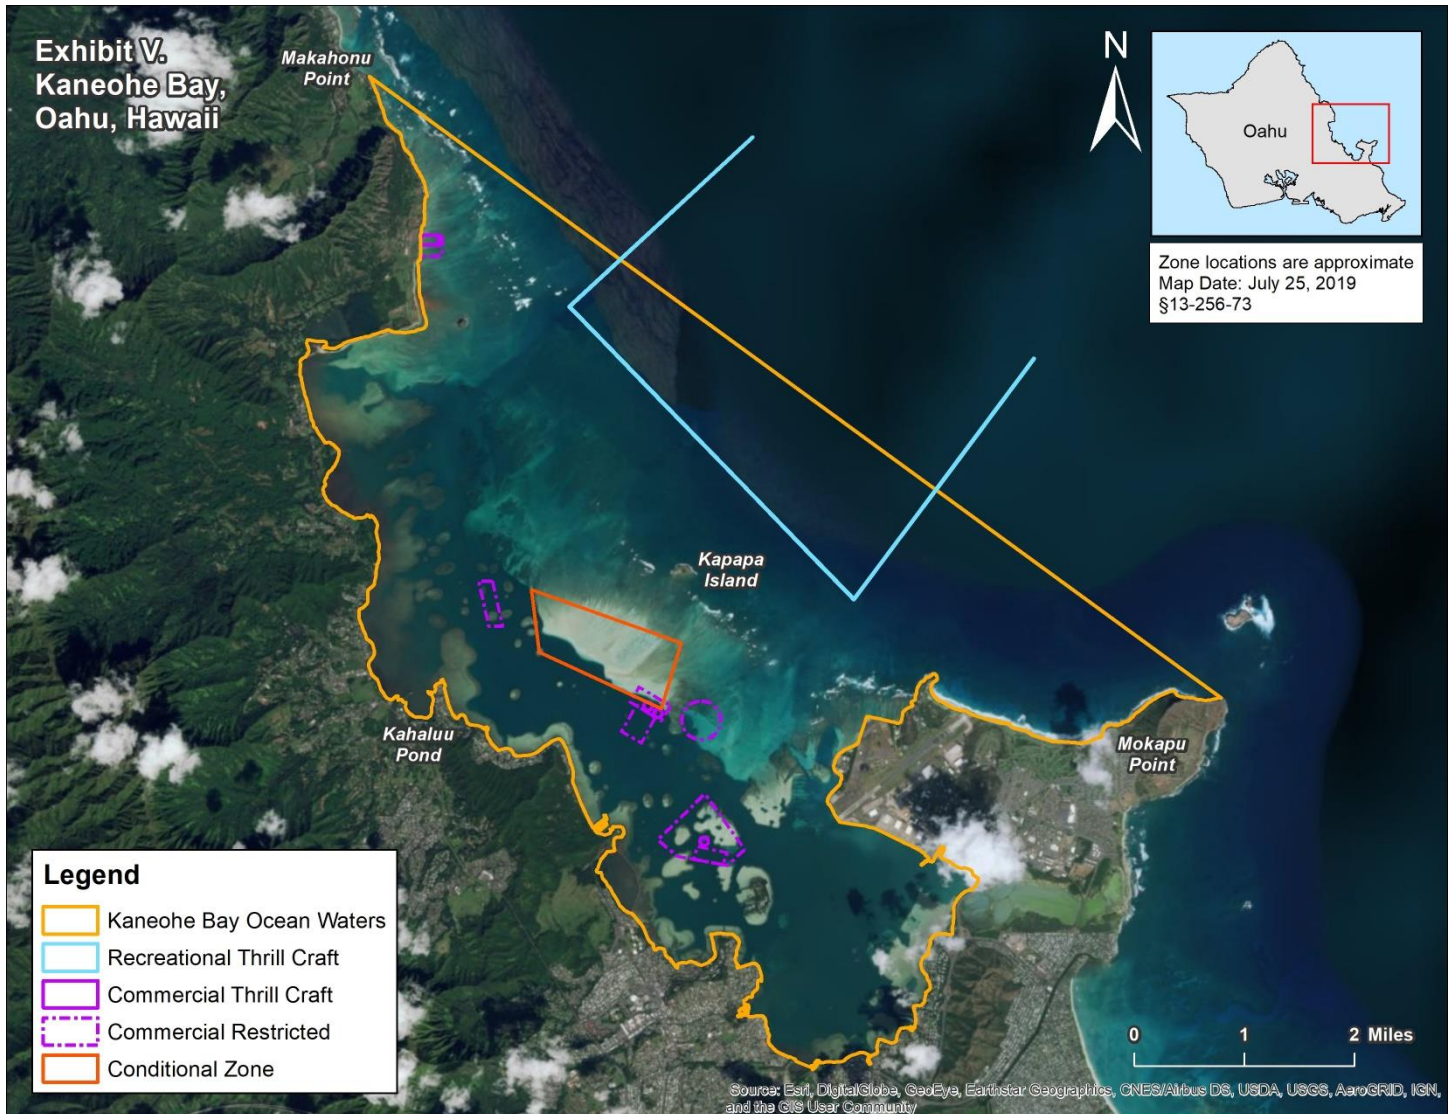 Exhibit V.
Kaneohe Bay,
Oahu, Hawaii
Makahonu
Point
N
Oahu
Zone locations are approximate
Map Date: July 25, 2019
§13-256-73
Kapapa
Island
Kahaluu
Pond
Mokapu
Point
Legend
Kaneohe Bay Ocean Waters
Recreational Thrill Craft
Commercial Thrill Craft
Commercial Restricted
Conditional Zone
0 1 2 Miles
Source: Esri, DigitalGlobe, GeoEye, Earthstar Geographics, CNES/Airbus DS, USDA, USGS, AeroGRID, IGN,
and the GIS User Community